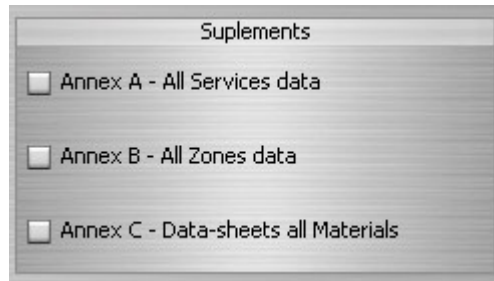 Suplements
Annex A - All Services data
Annex B - All Zones data
Annex C - Data-sheets all Materials